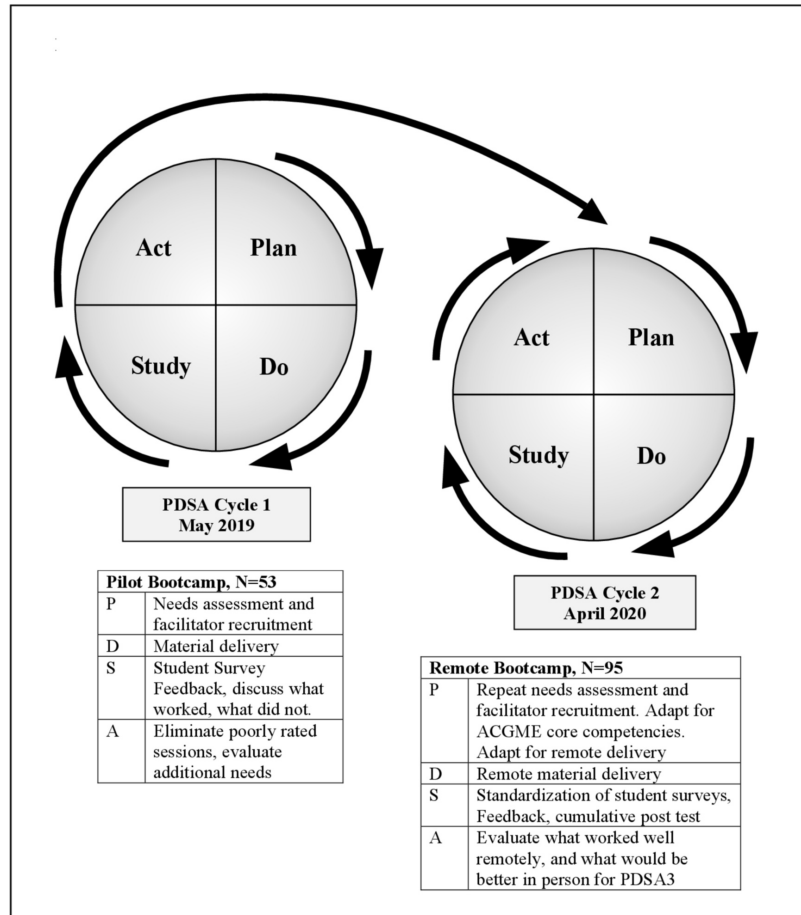 Act
Plan
Study
Do
PDSA Cycle 1
May 2019
Pilot Bootcamp, N=53
P Needs assessment and
facilitator recruitment
D Material delivery
S Student Survey
Feedback, discuss what
worked, what did not.
A Eliminate poorly rated
sessions, evaluate
additional needs
Act
Plan
Study
Do
PDSA Cycle 2
April 2020
Remote Bootcamp, N=95
P Repeat needs assessment and
facilitator recruitment. Adapt for
ACGME core competencies.
Adapt for remote delivery
D Remote material delivery
S Standardization of student surveys,
Feedback, cumulative post test
A Evaluate what worked well
remotely, and what would be
better in person for PDSA3